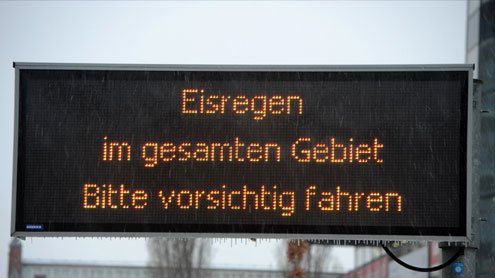 Eisregen
im gesamten Gebiet
Bitte vorsichtig fahren